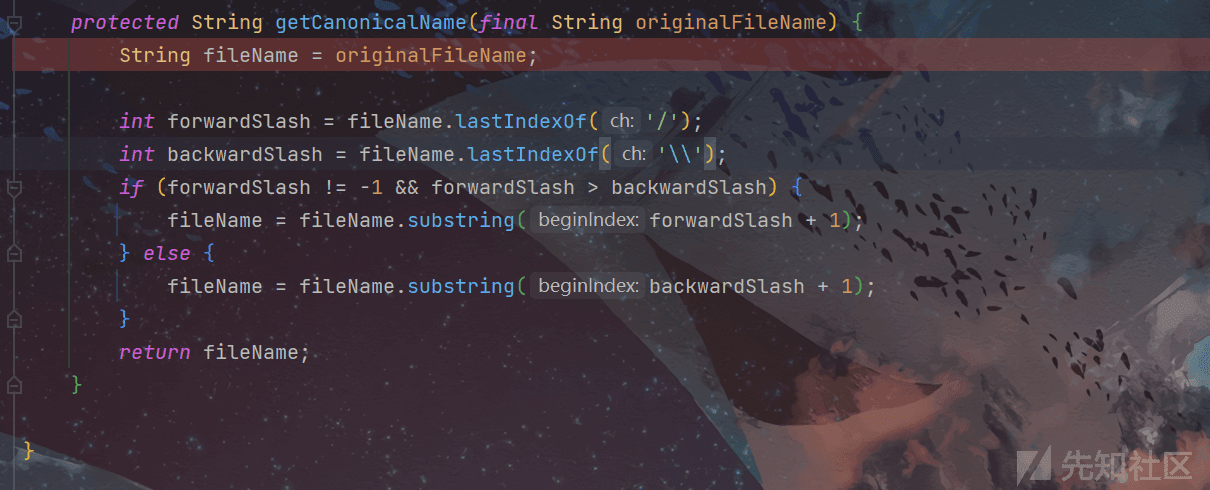 protected String getCanonicalName(final String originalFileName) {
String fileName = originalFileName;
int forwardSlash = fileName.lastIndexOf( ch: '/');
int backwardSlash = fileName.lastIndexOf( ch: '\\');
if (forwardSlash != -1 && forwardSlash > backwardSlash) {
fileName = fileName.substring( beginIndex: forwardSlash + 1);
} else {
fileName = fileName.substring( beginIndex: backwardSlash + 1);
}
return fileName;
}
}
先知社区